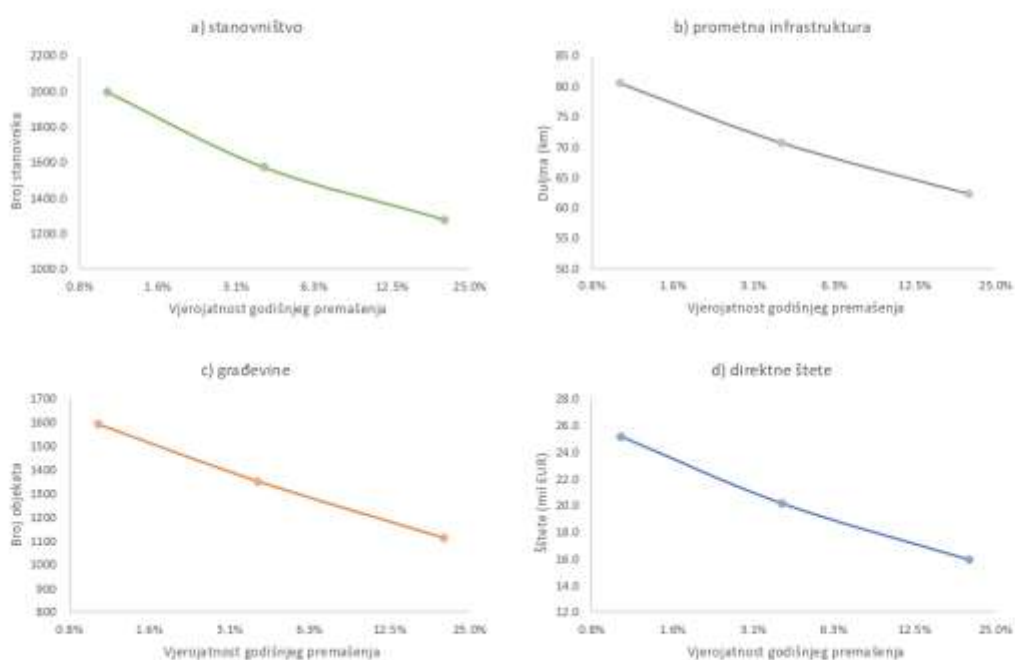 a) stanovništvo
2200.0
2000.0
1800.0
1600.0
1400.0
1200.0
1000.0
Broj stanovnika
0.8% 1.6% 3.1% 6.3% 12.5% 25.0%
Vjerojatnost godišnjeg premašenja
b) prometna infrastruktura
85.0
80.0
75.0
70.0
65.0
60.0
55.0
50.0
Duljina (km)
0.8% 1.6% 3.1% 6.3% 12.5% 25.0%
Vjerojatnost godišnjeg premašenja
c) građevine
1700
1600
1500
1400
1300
1200
1100
1000
900
800
Broj objekata
0.8% 1.6% 3.1% 6.3% 12.5% 25.0%
Vjerojatnost godišnjeg premašenja
d) direktne štete
28.0
26.0
24.0
22.0
20.0
18.0
16.0
14.0
12.0
Štete (mil EUR)
0.8% 1.6% 3.1% 6.3% 12.5% 25.0%
Vjerojatnost godišnjeg premašenja